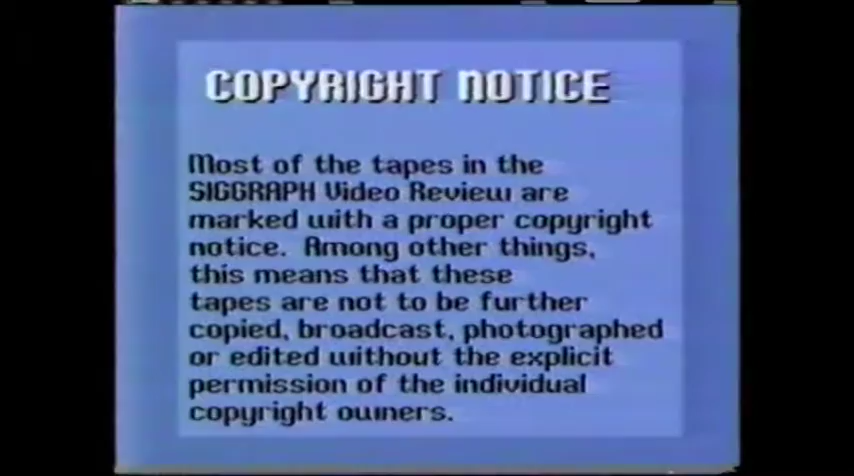 COPYRIGHT NOTICE
Most of the tapes in the
SIGGRAPH Video Review are
marked with a proper copyright
notice. Among other things,
this means that these
tapes are not to be further
copied, broadcast, photographed
or edited without the explicit
permission of the individual
copyright owners.